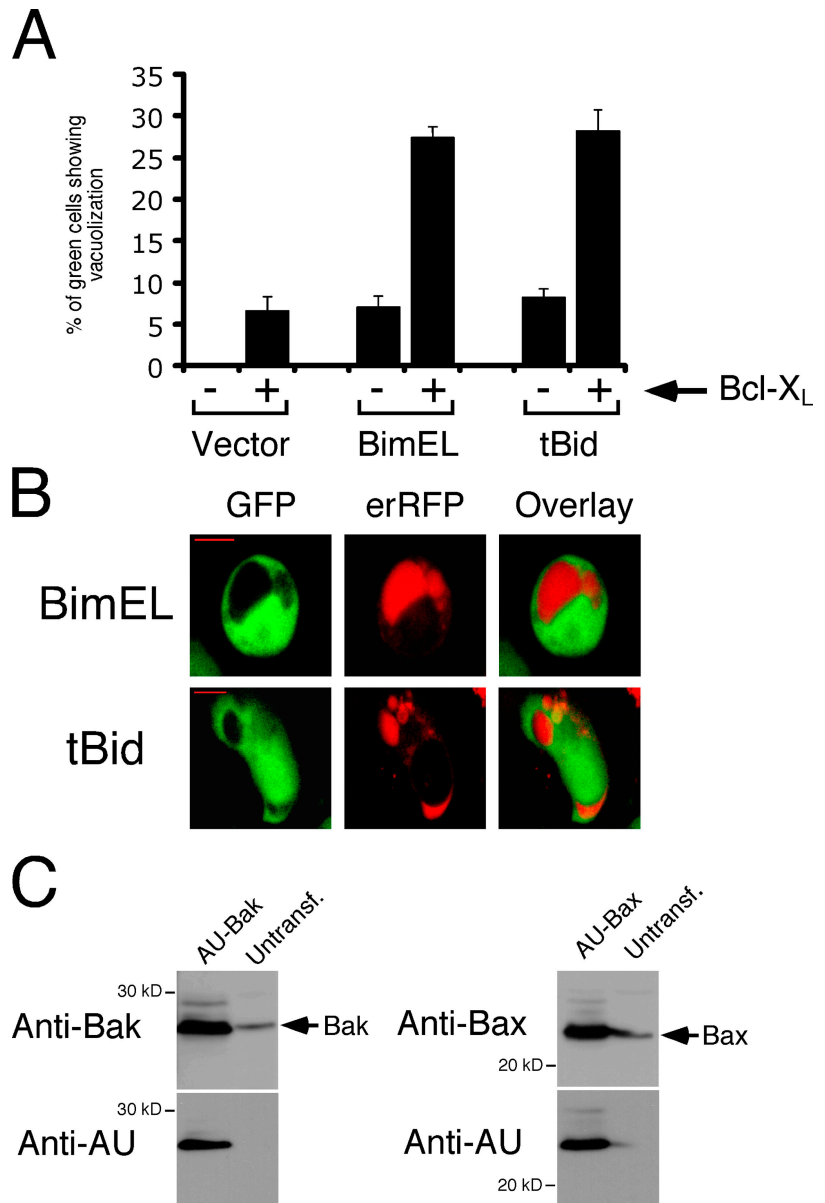 A
% of green cells showing
vacuolization
35
30
25
20
15
10
5
0
- + - + - +
Bcl-XL
Vector BimEL tBid
B
GFP erRFP Overlay
BimEL
tBid
C
AU-Bak Untransf. AU-Bax Untransf.
30 kD
Anti-Bak Bak Anti-Bax Bax
20 kD
30 kD
Anti-AU Anti-AU
20 kD